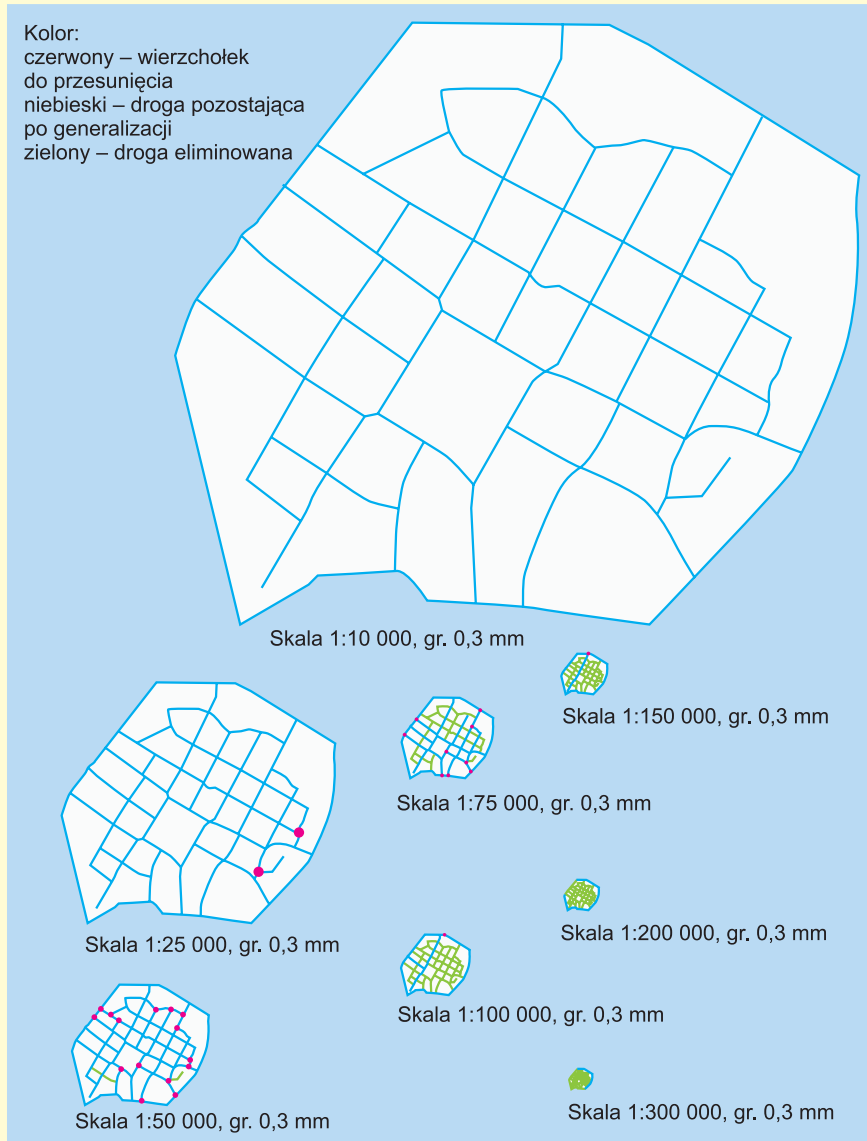 Kolor:
czerwony – wierzchołek
do przesunięcia
niebieski – droga pozostająca
po generalizacji
zielony – droga eliminowana
Skala 1:10 000, gr. 0,3 mm
Skala 1:150 000, gr. 0,3 mm
Skala 1:75 000, gr. 0,3 mm
Skala 1:25 000, gr. 0,3 mm
Skala 1:200 000, gr. 0,3 mm
Skala 1:100 000, gr. 0,3 mm
Skala 1:50 000, gr. 0,3 mm
Skala 1:300 000, gr. 0,3 mm